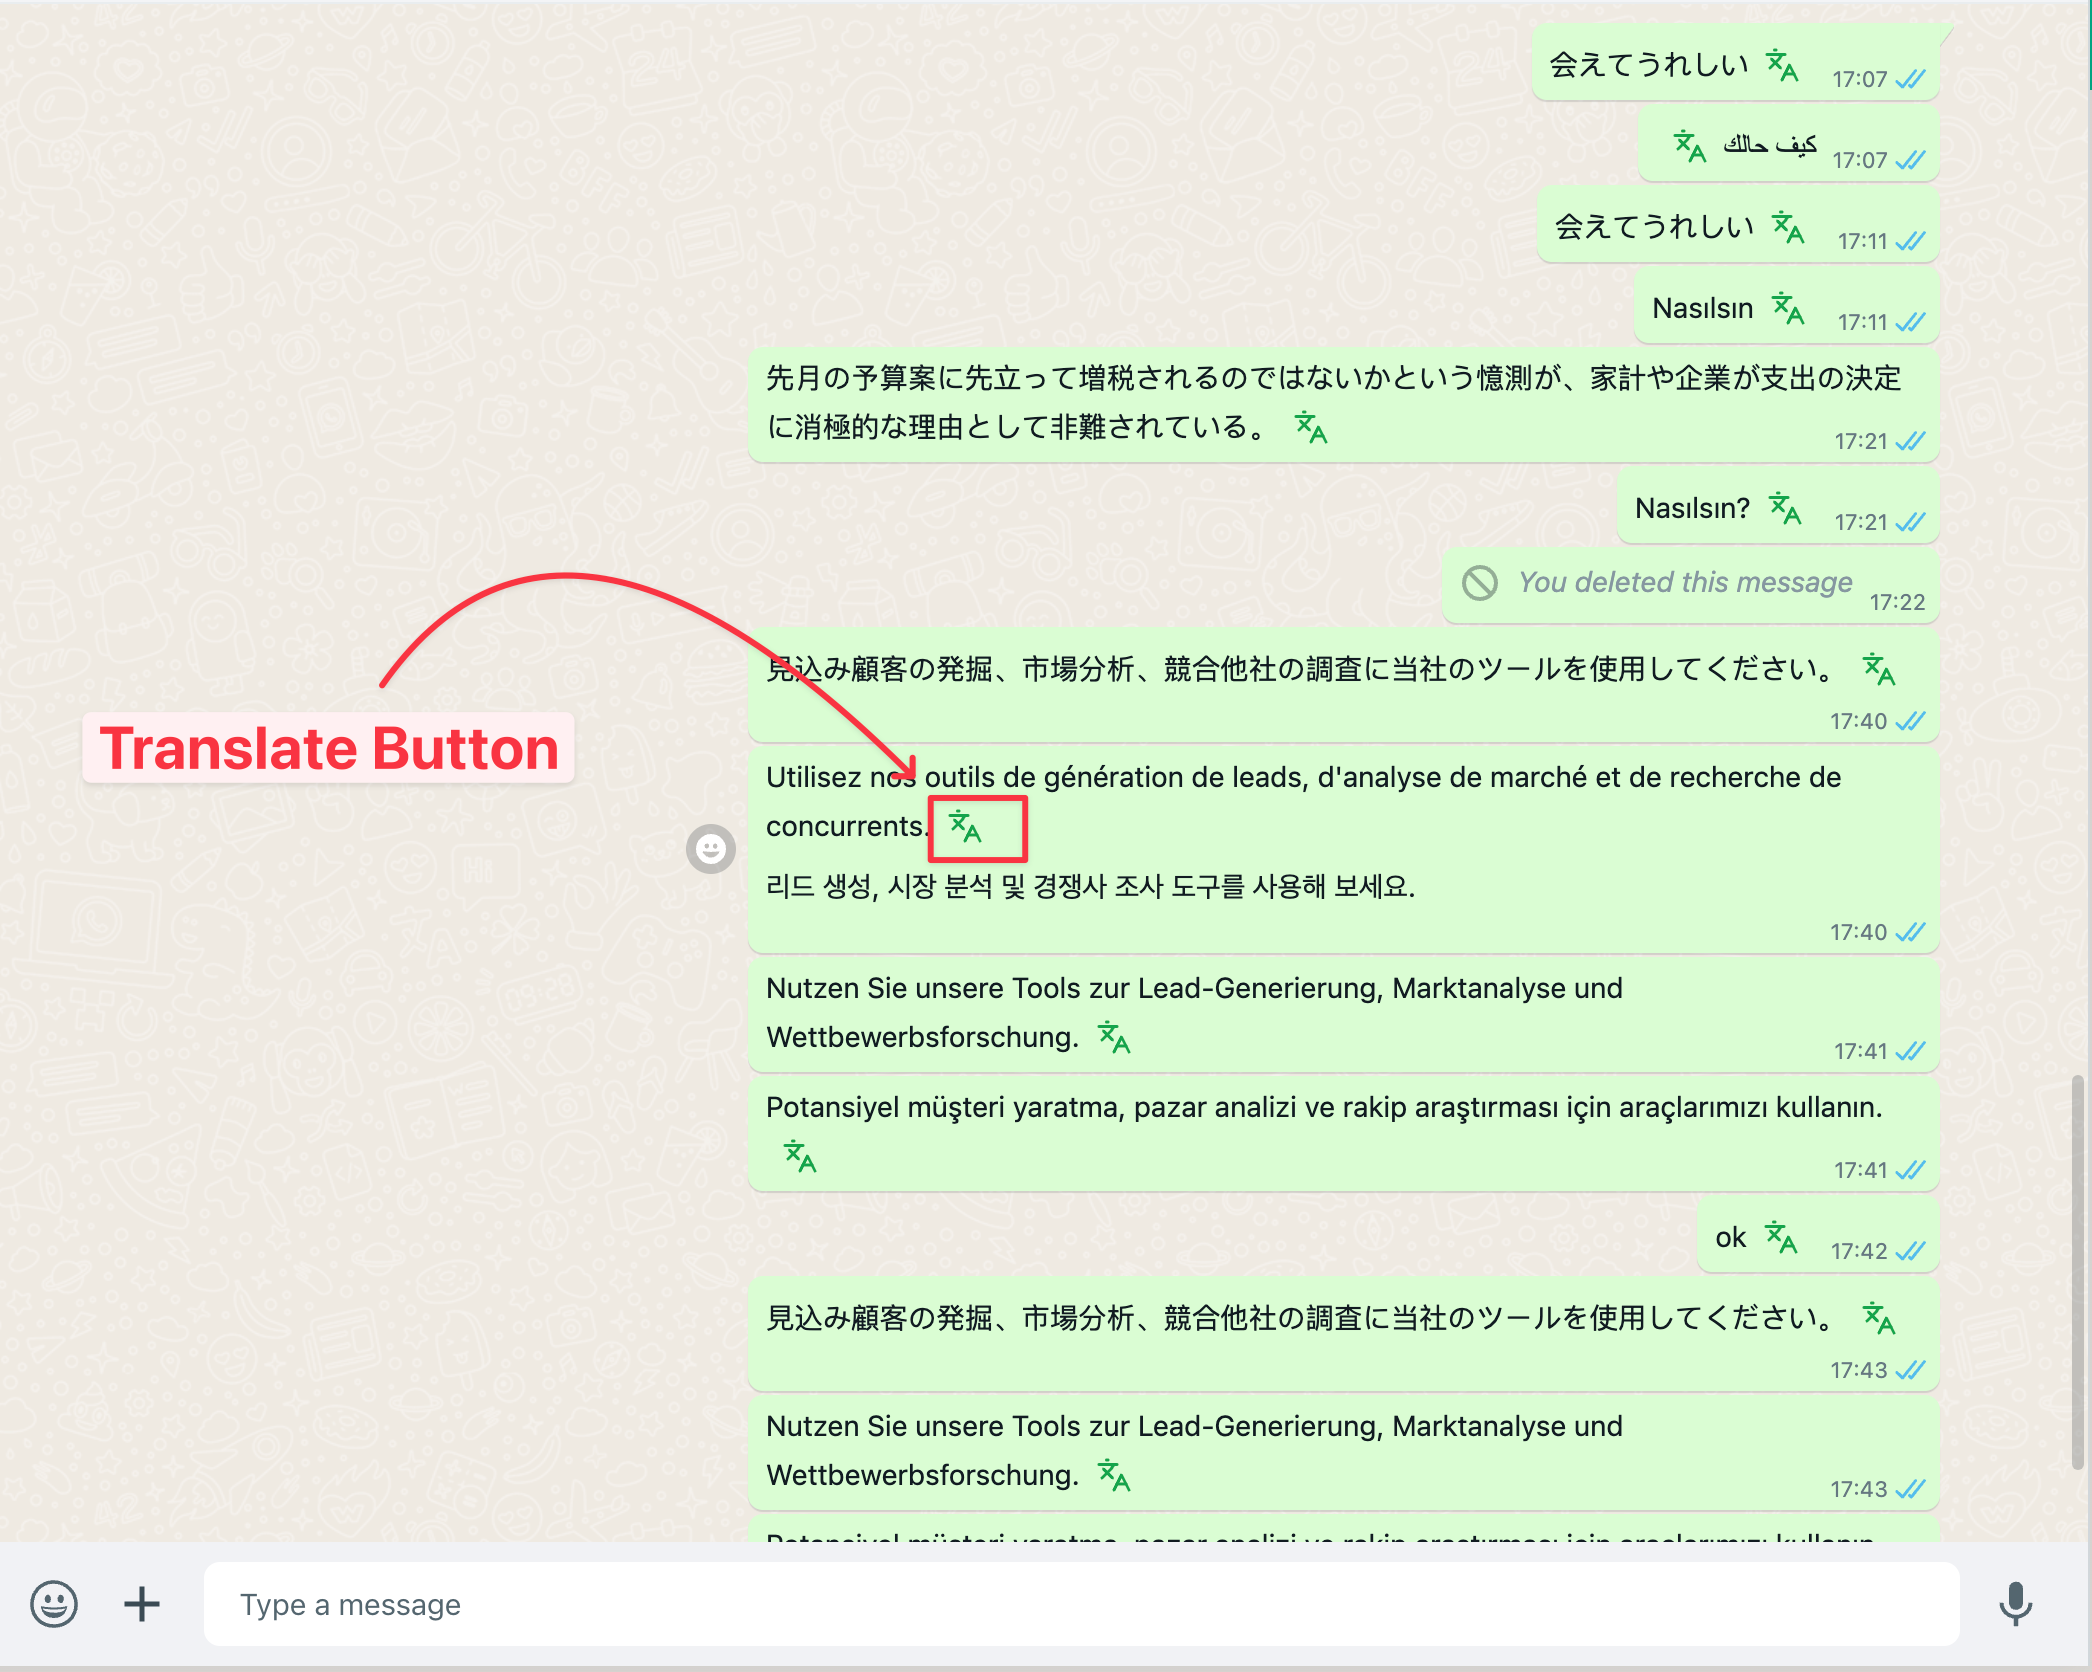 会えてうれしい
17:07
كيف حالك
17:07
会えてうれしい
17:11
Nasılsın
17:11
先月の予算案に先立って増税されるのではないかという憶測が、家計や企業が支出の決定
に消極的な理由として非難されている。
17:21
Nasılsın?
17:21
You deleted this message
17:22
見込み顧客の発掘、市場分析、競合他社の調査に当社のツールを使用してください。
17:40
Translate Button
Utilisez nos outils de génération de leads, d'analyse de marché et de recherche de
concurrents.
리드 생성, 시장 분석 및 경쟁사 조사 도구를 사용해 보세요.
17:40
Nutzen Sie unsere Tools zur Lead-Generierung, Marktanalyse und
Wettbewerbsforschung.
17:41
Potansiyel müşteri yaratma, pazar analizi ve rakip araştırması için araçlarımızı kullanın.
17:41
ok
17:42
見込み顧客の発掘、市場分析、競合他社の調査に当社のツールを使用してください。
17:43
Nutzen Sie unsere Tools zur Lead-Generierung, Marktanalyse und
Wettbewerbsforschung.
17:43
Potansiyel müşteri yaratma, pazar analizi ve rakip araştırması için araçlarımızı kullanın.
Type a message